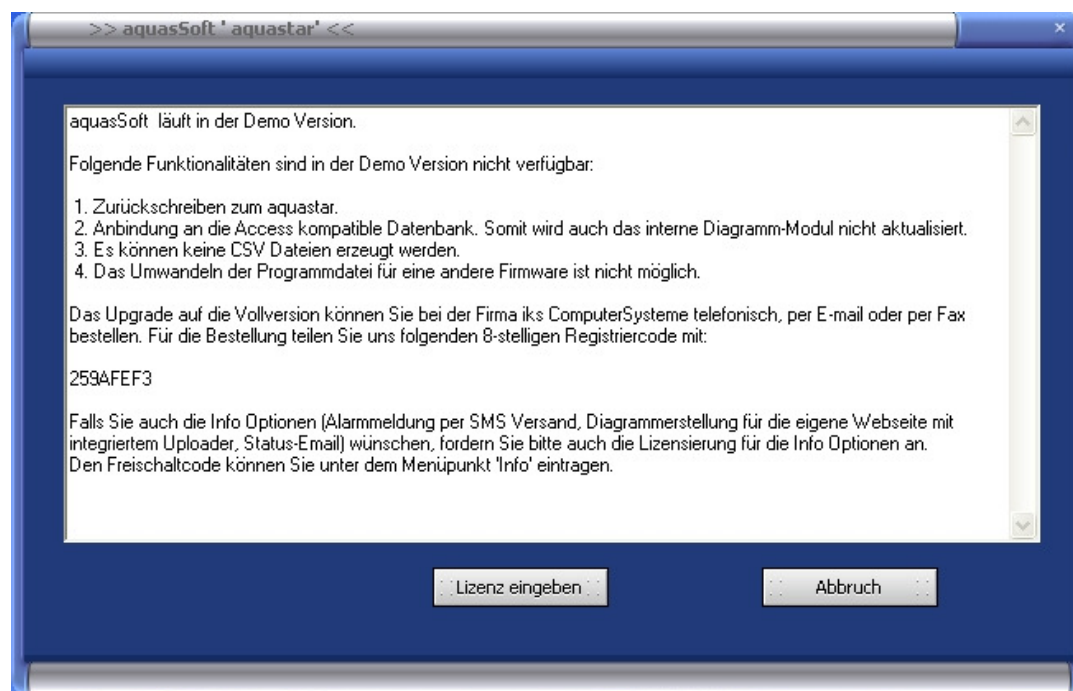 >> aquasSoft ' aquastar' <<
aquasSoft läuft in der Demo Version.
Folgende Funktionalitäten sind in der Demo Version nicht verfügbar:
1. Zurückschreiben zum aquastar.
2. Anbindung an die Access kompatible Datenbank. Somit wird auch das interne Diagramm-Modul nicht aktualisiert.
3. Es können keine CSV Dateien erzeugt werden.
4. Das Umwandeln der Programmdatei für eine andere Firmware ist nicht möglich.
Das Upgrade auf die Vollversion können Sie bei der Firma iks ComputerSysteme telefonisch, per E-mail oder per Fax
bestellen. Für die Bestellung teilen Sie uns folgenden 8-stelligen Registriercode mit:
259AFEF3
Falls Sie auch die Info Optionen (Alarmmeldung per SMS Versand, Diagrammerstellung für die eigene Webseite mit
integriertem Uploader, Status-Email) wünschen, fordern Sie bitte auch die Lizensierung für die Info Optionen an.
Den Freischaltcode können Sie unter dem Menüpunkt 'Info' eintragen.
Lizenz eingeben
Abbruch